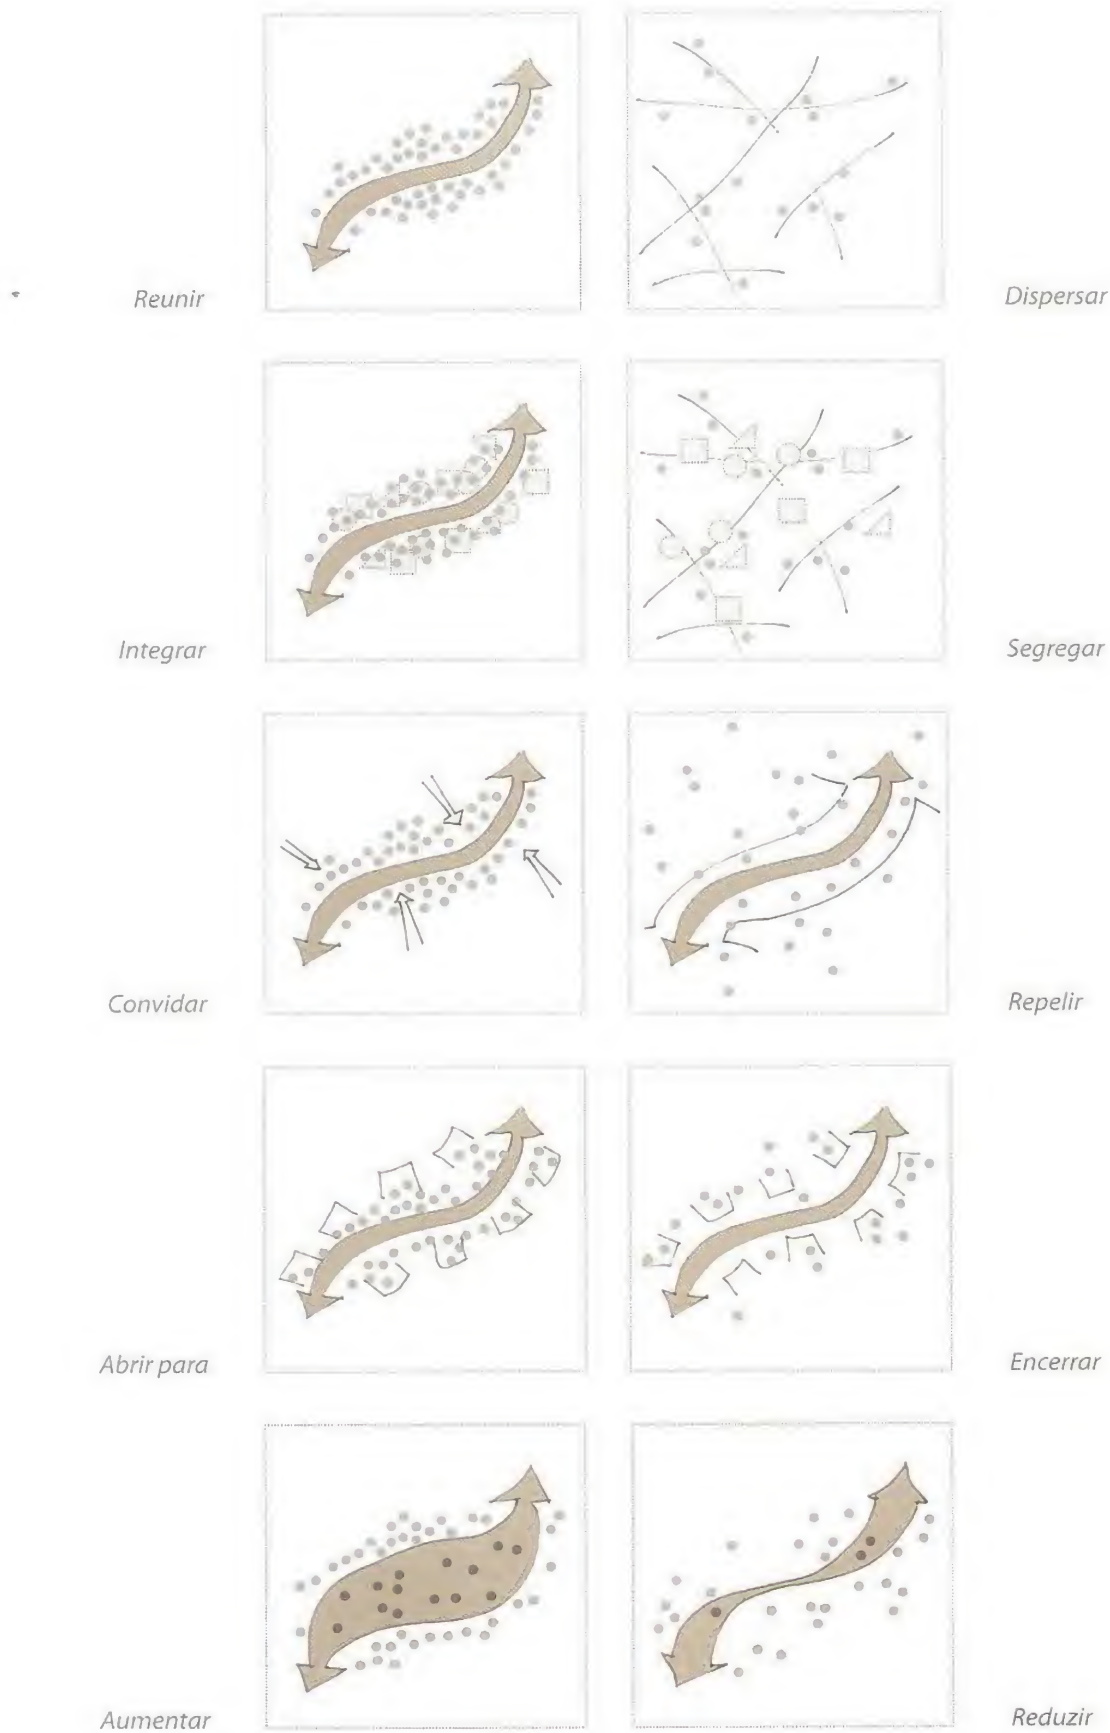 Reunir
Dispersar
Integrar
Segregar
Convidar
Repelir
Abrir para
Encerrar
Aumentar
Reduzir